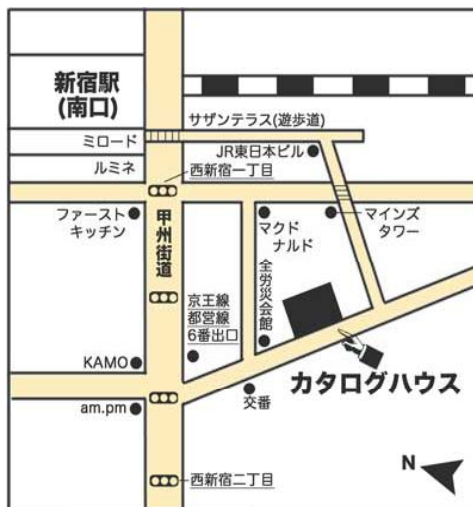 新宿駅
(南口)
サザンテラス(遊歩道)
ミロード
JR東日本ビル
ルミネ
西新宿一丁目
ファースト
キッチン
甲州街道
マクド
ナルド
マインズ
タワー
全労災会館
京王線
都営線
6番出口
KAMO
カタログハウス
am.pm
交番
N
西新宿二丁目